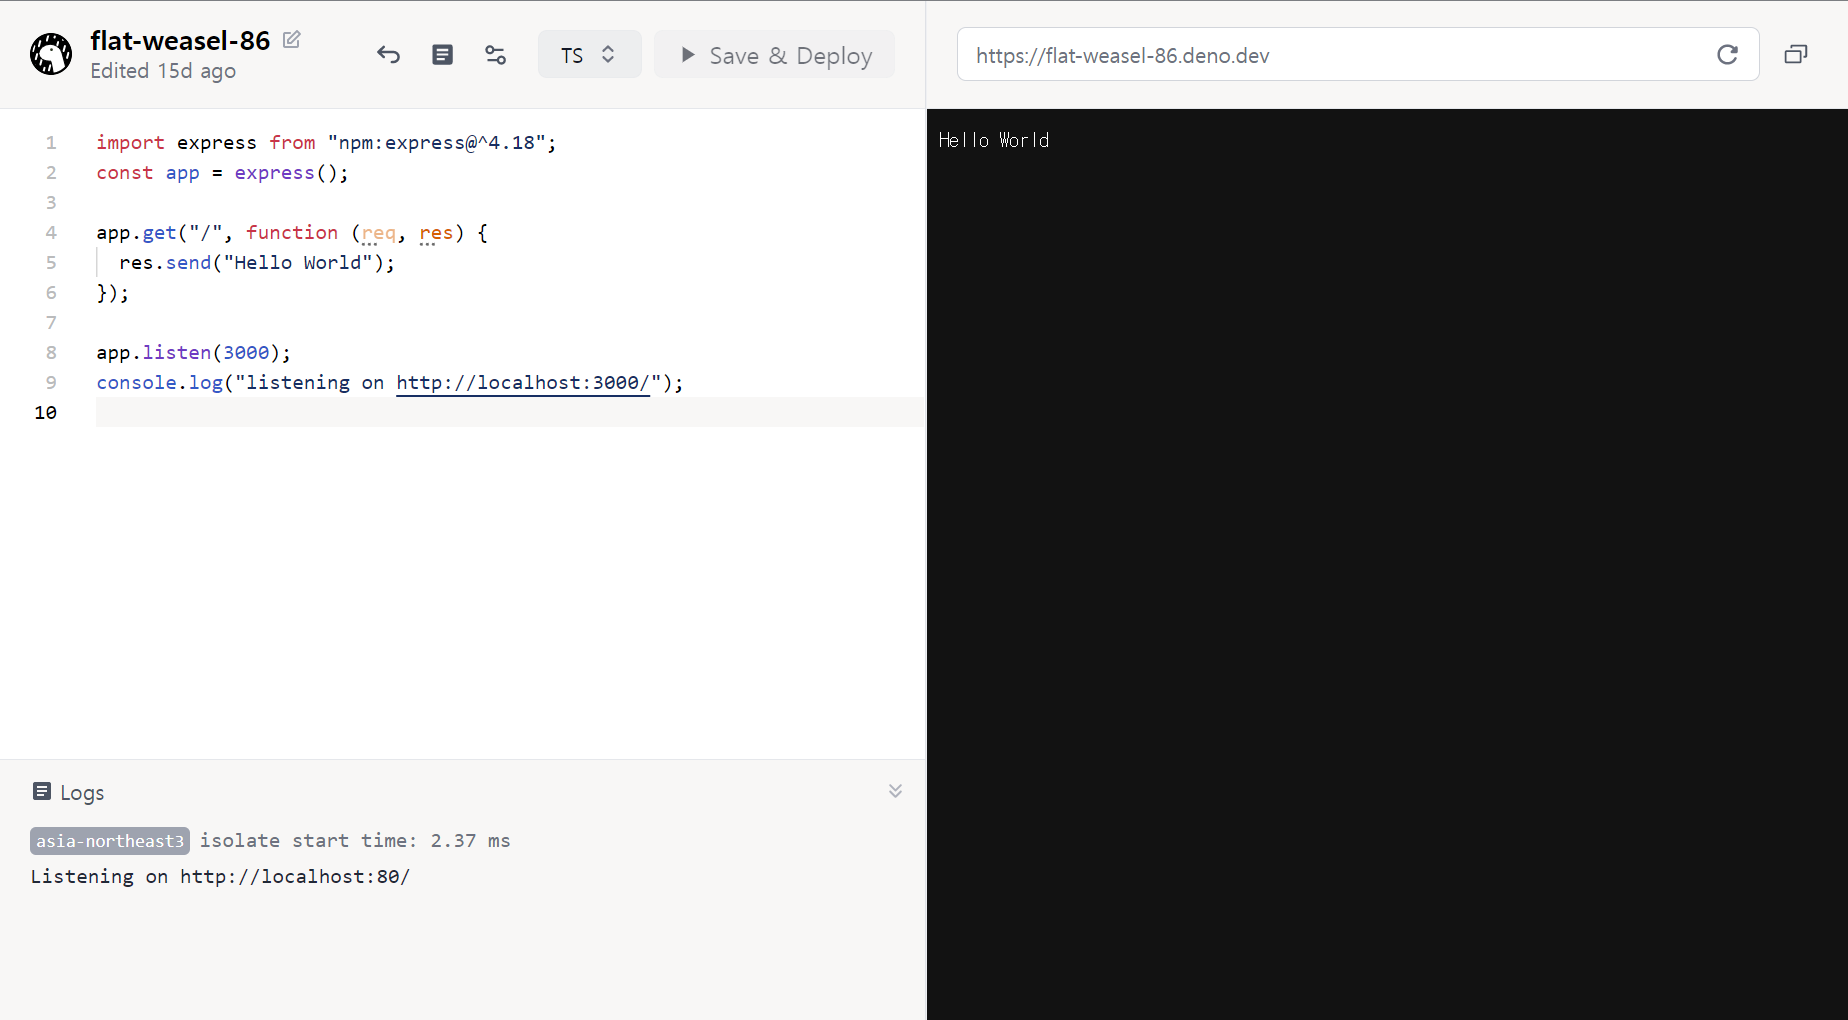 flat-weasel-86
Edited 15d ago
TS
Save & Deploy
https://flat-weasel-86.deno.dev
1 import express from "npm:express@^4.18";
2 const app = express();
3
4 app.get("/", function (req, res) {
5   res.send("Hello World");
6 });
7
8 app.listen(3000);
9 console.log("listening on http://localhost:3000/");
10
Hello World
Logs
asia-northeast3 isolate start time: 2.37 ms
Listening on http://localhost:80/